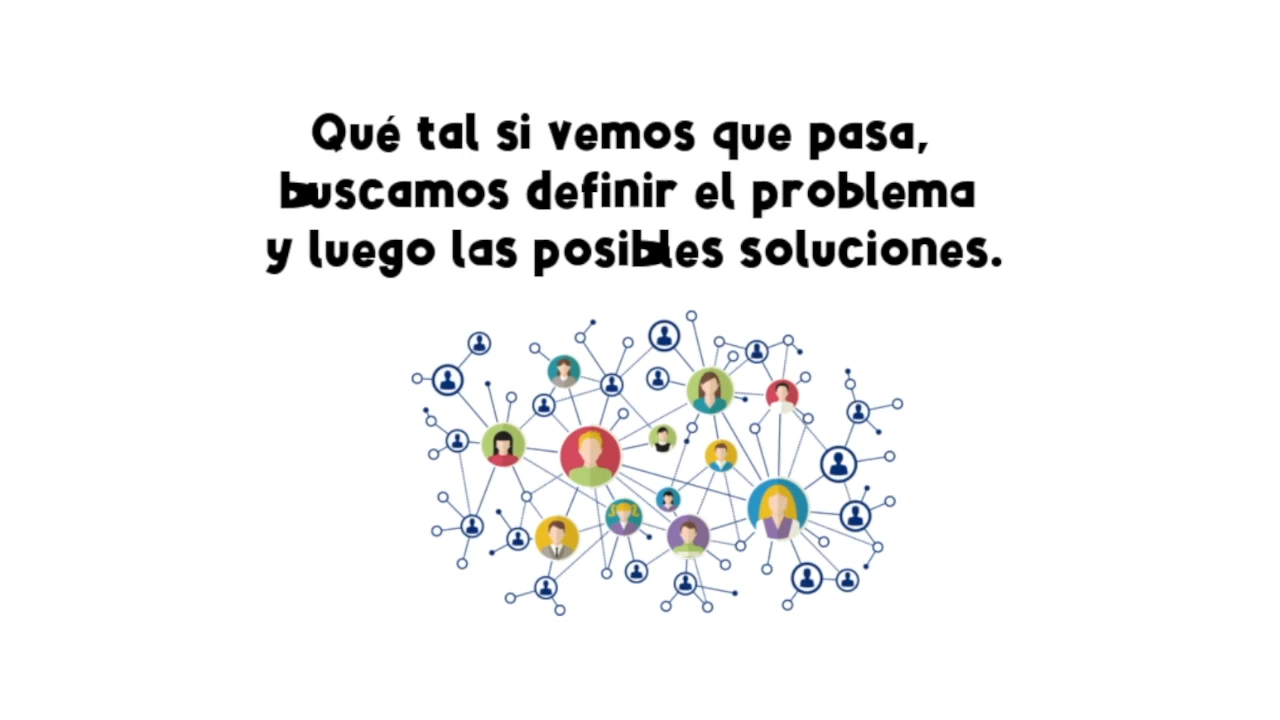 Qué tal si vemos que pasa,
buscamos definir el problema
y luego las posibles soluciones.